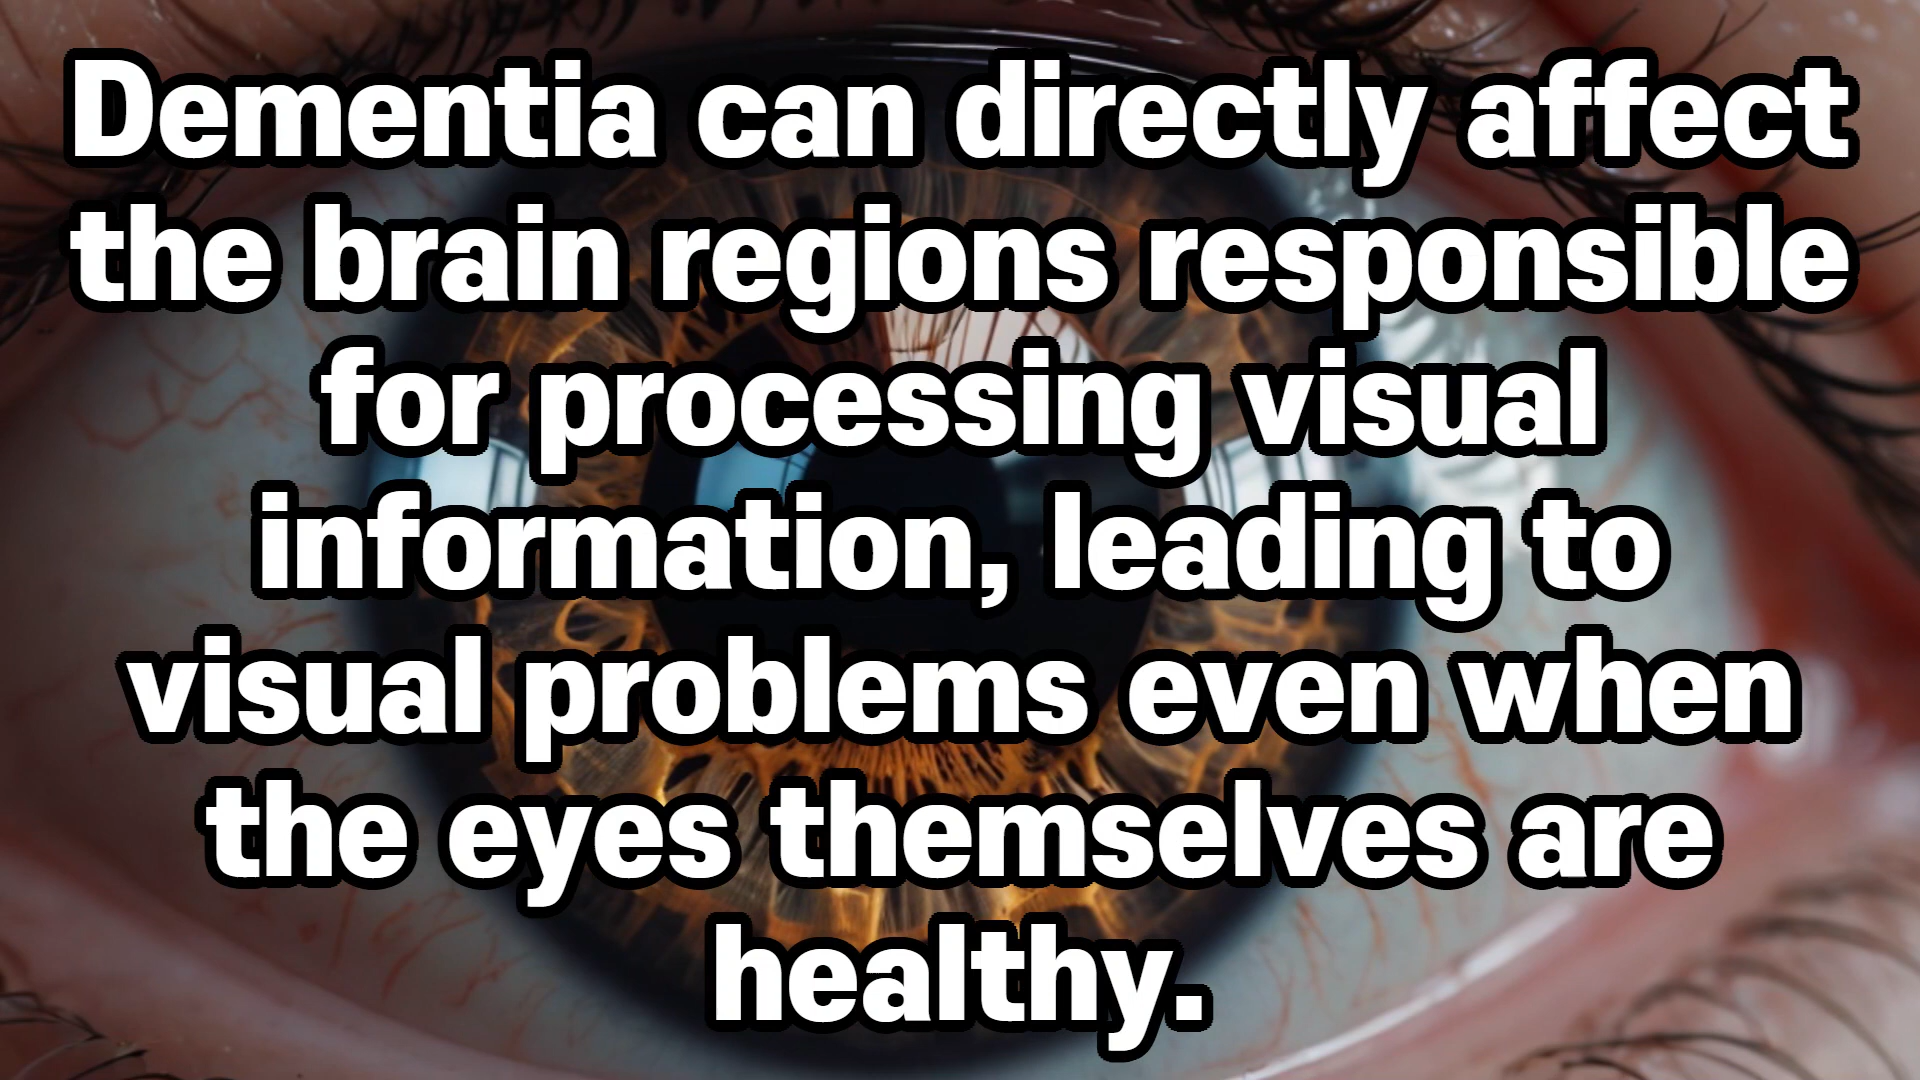 Dementia can directly affect
the brain regions responsible
for processing visual
information, leading to
visual problems even when
the eyes themselves are
healthy.